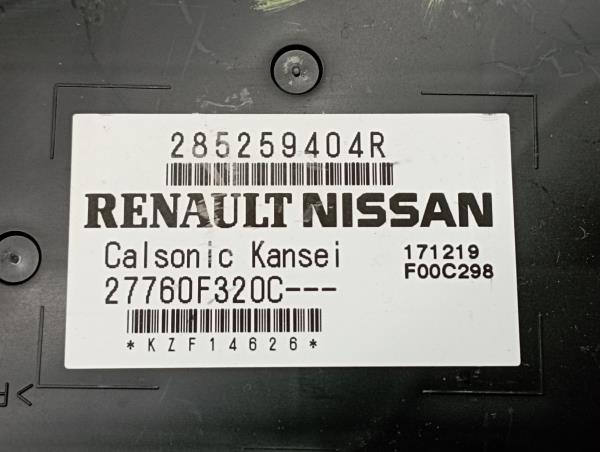 285259404R
RENAULT NISSAN
Calsonic Kansei 171219
27760F320C--- F00C298
*KZF14626*